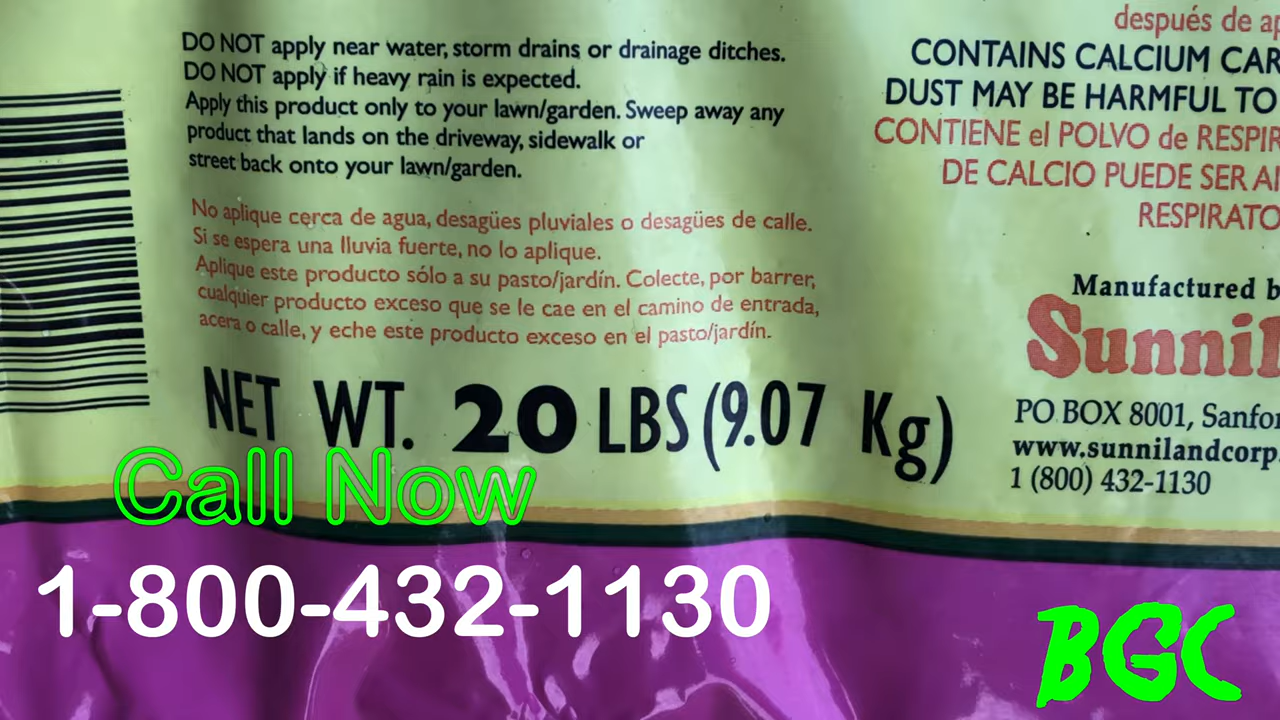 DO NOT apply near water, storm drains or drainage ditches.
DO NOT apply if heavy rain is expected.
Apply this product only to your lawn/garden. Sweep away any
product that lands on the driveway, sidewalk or
street back onto your lawn/garden.
No aplique cerca de agua, desagües pluviales o desagües de calle.
Si se espera una lluvia fuerte, no lo aplique.
Aplique este producto sólo a su pasto/jardín. Colecte, por barrer,
cualquier producto exceso que se le cae en el camino de entrada,
acera o calle, y eche este producto exceso en el pasto/jardín.
NET WT. 20 LBS (9.07 Kg)
después de
CONTAINS CALCIUM
DUST MAY BE HARMFUL TO
CONTIENE el POLVO de
DE CALCIO PUEDE SER
Manufactured
PO BOX 8001,
www.sunnilandcorp.
1 (800) 432-1130
Call Now
1-800-432-1130
BGC